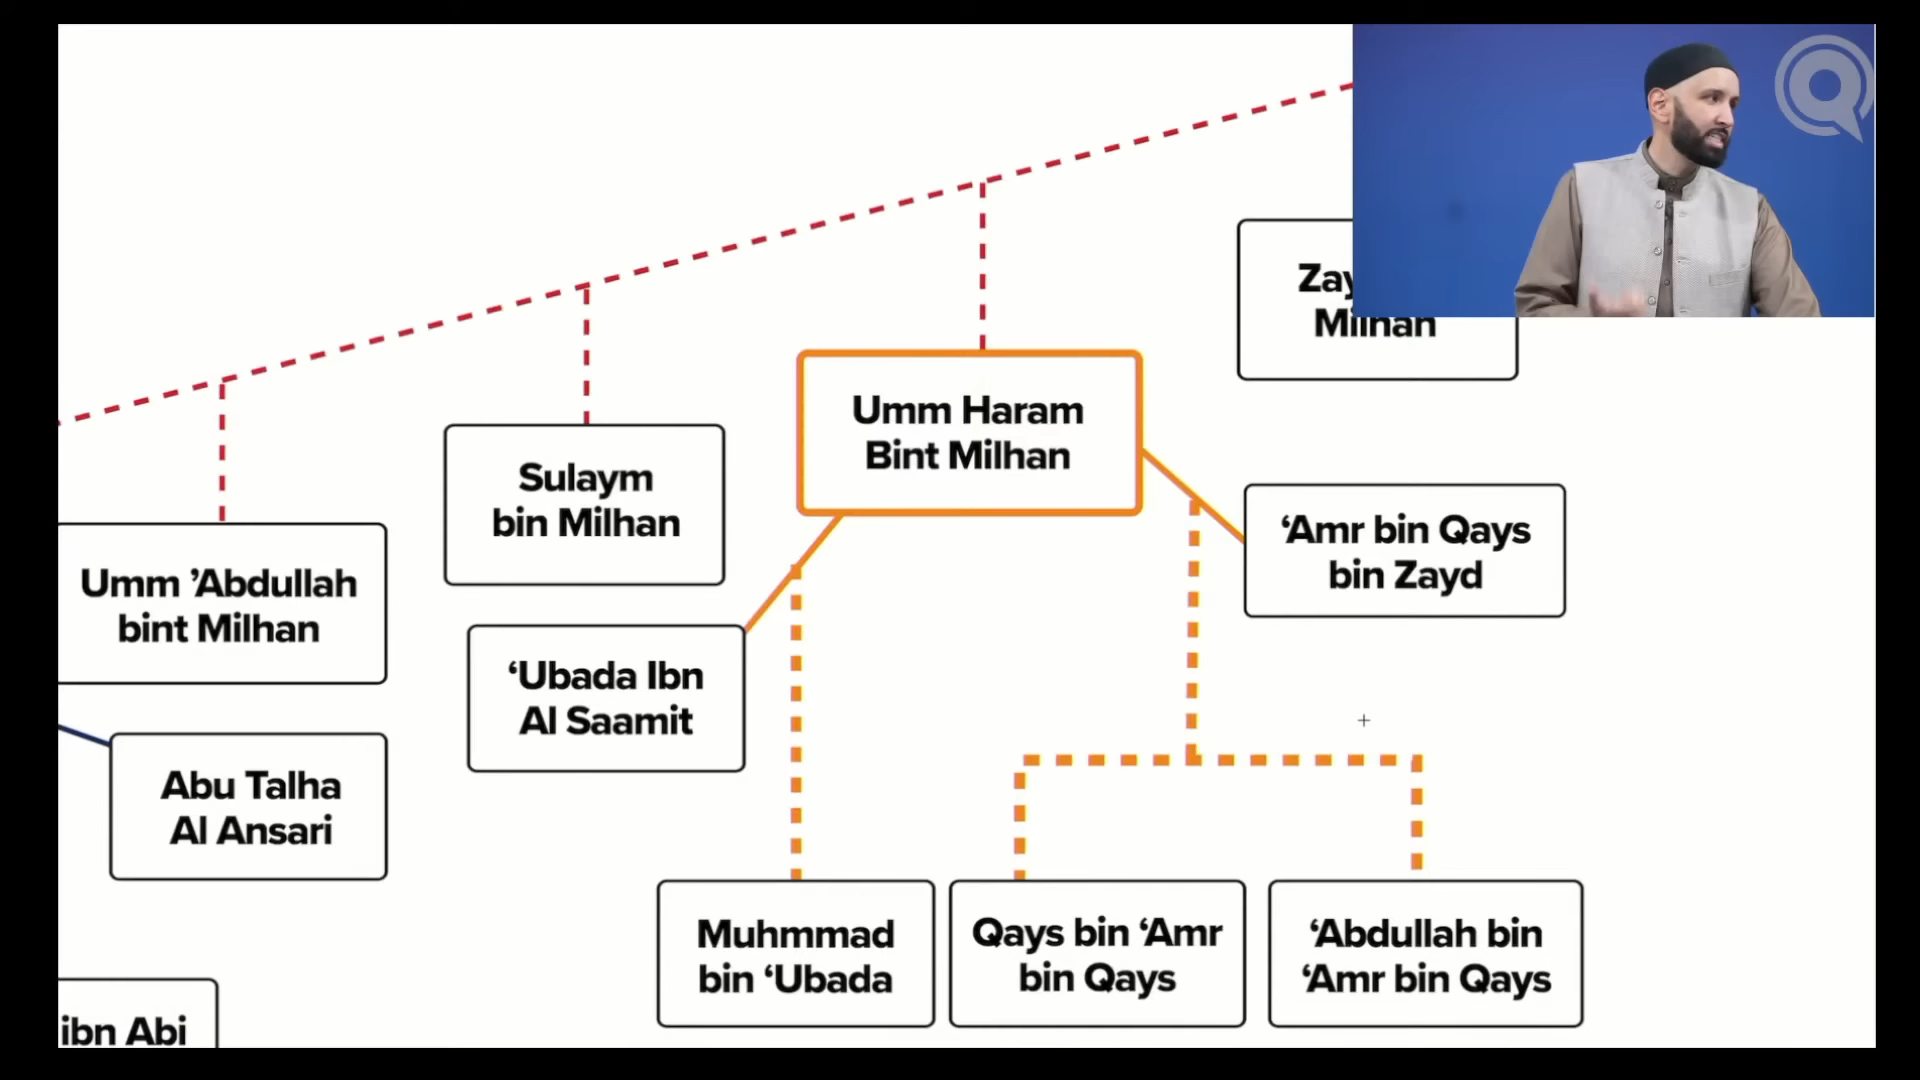 Zay
Milhan
Umm Haram
Bint Milhan
Sulaym
bin Milhan
‘Amr bin Qays
bin Zayd
Umm ’Abdullah
bint Milhan
‘Ubada Ibn
Al Saamit
Abu Talha
Al Ansari
Muhmmad
bin ‘Ubada
Qays bin ‘Amr
bin Qays
‘Abdullah bin
‘Amr bin Qays
ibn Abi